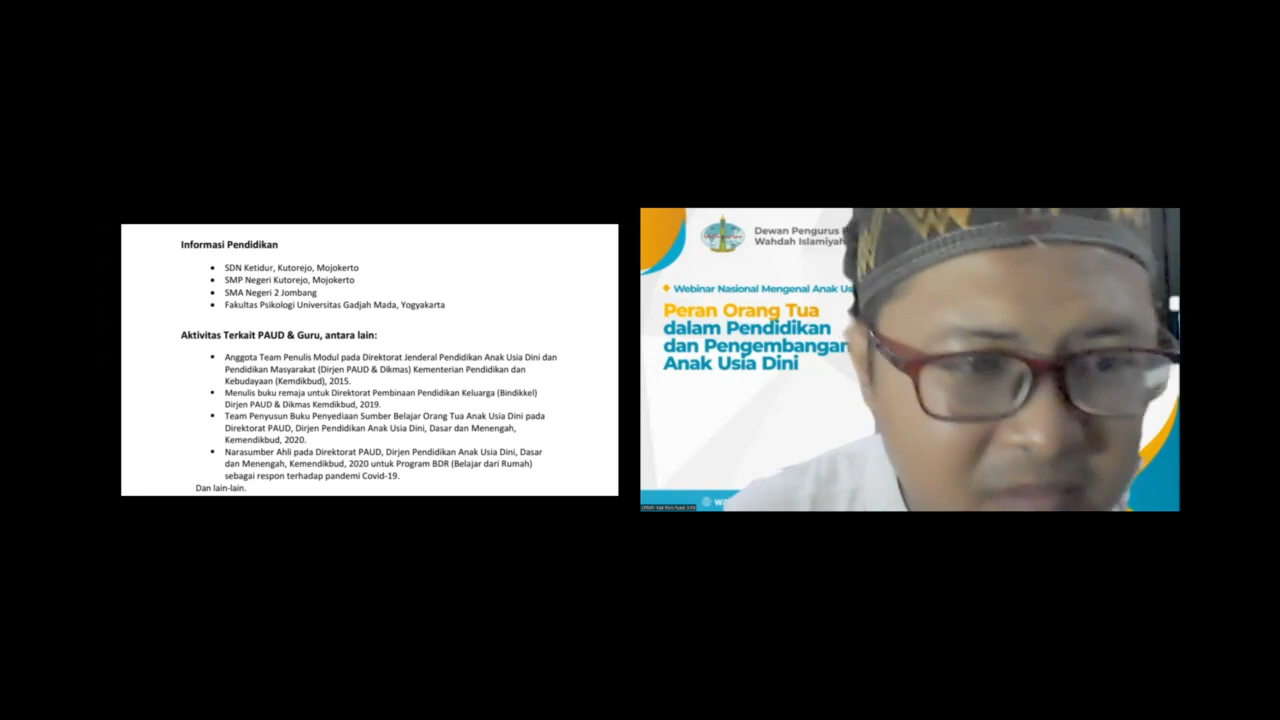 Informasi Pendidikan
• SDN Ketidur, Kutorejo, Mojokerto
• SMP Negeri Kutorejo, Mojokerto
• SMA Negeri 2 Jombang
• Fakultas Psikologi Universitas Gadjah Mada, Yogyakarta
Aktivitas Terkait PAUD & Guru, antara lain:
▪ Anggota Team Penulis Modul pada Direktorat Jenderal Pendidikan Anak Usia Dini dan
Pendidikan Masyarakat (Dirjen PAUD & Dikmas) Kementerian Pendidikan dan
Kebudayaan (Kemdikbud), 2015.
▪ Menulis buku remaja untuk Direktorat Pembinaan Pendidikan Keluarga (Bindikkel)
Dirjen PAUD & Dikmas Kemdikbud, 2019.
▪ Team Penyusun Buku Penyediaan Sumber Belajar Orang Tua Anak Usia Dini pada
Direktorat PAUD, Dirjen Pendidikan Anak Usia Dini, Dasar dan Menengah,
Kemendikbud, 2020.
▪ Narasumber Ahli pada Direktorat PAUD, Dirjen Pendidikan Anak Usia Dini, Dasar
dan Menengah, Kemendikbud, 2020 untuk Program BDR (Belajar dari Rumah)
sebagai respon terhadap pandemi Covid-19.
Dan lain-lain.
Dewan Pengurus
Wahdah Islamiyah
Webinar Nasional Mengenal Anak Us
Peran Orang Tua
dalam Pendidikan
dan Pengembangan
Anak Usia Dini